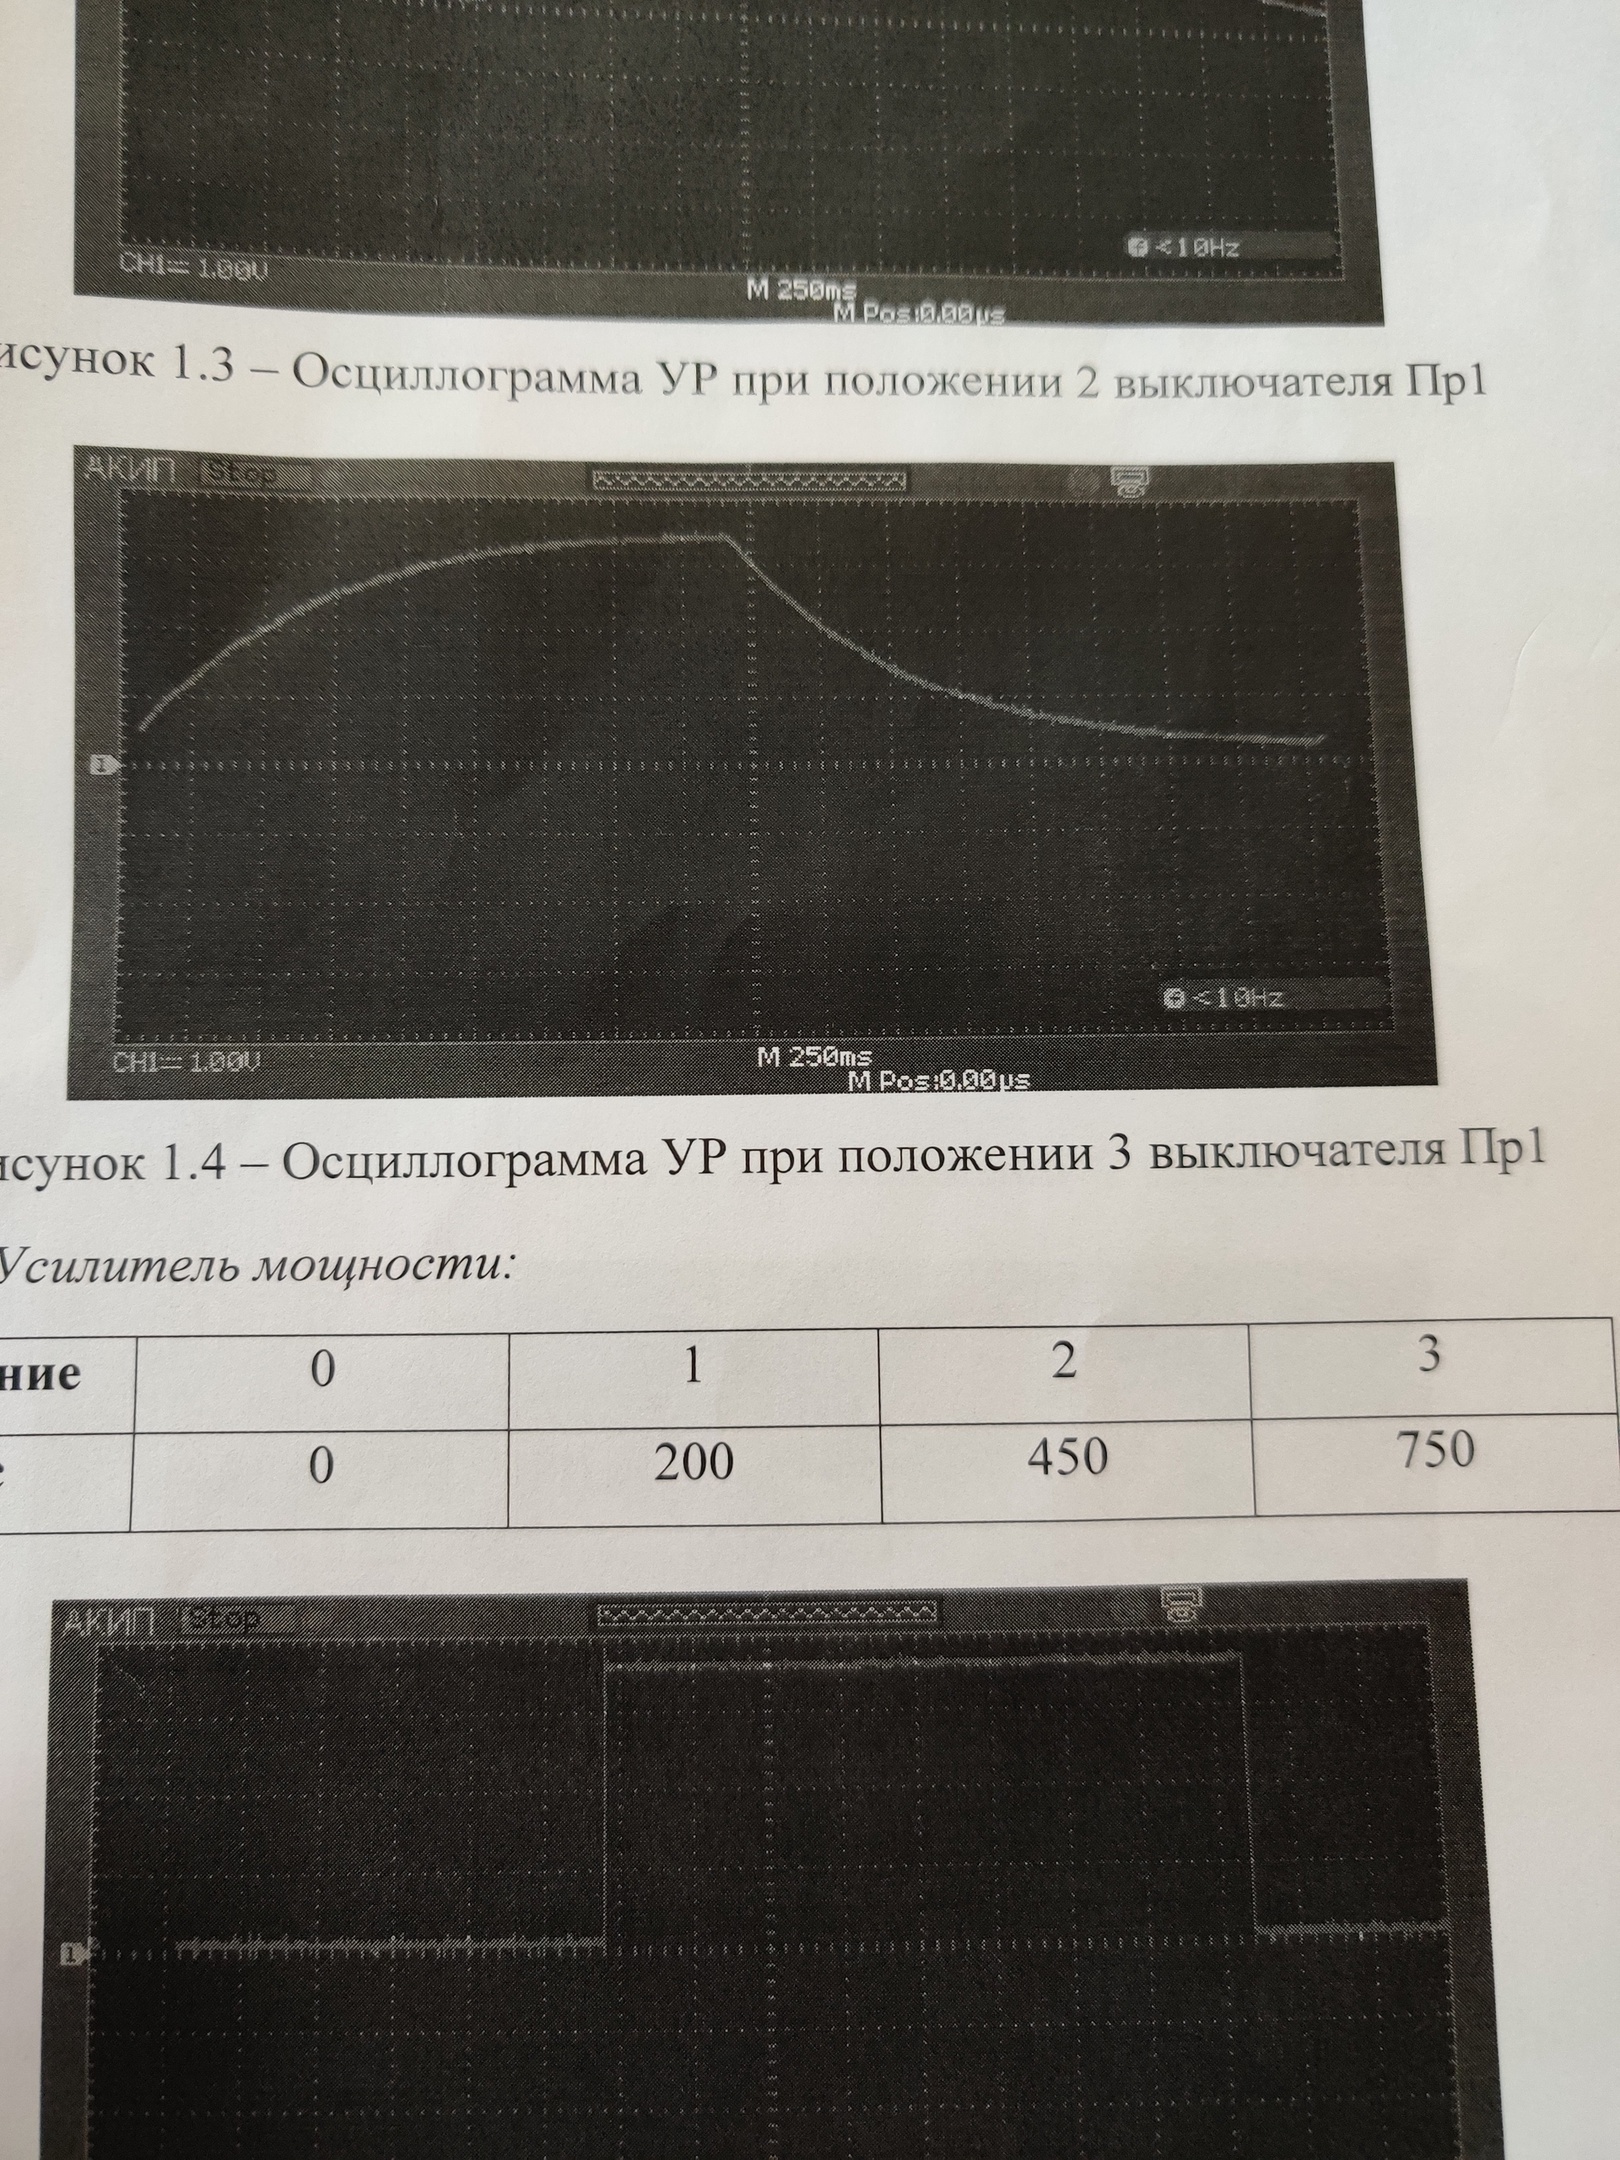 <10Hz
CH1= 1.00V
M 250ms
M Pos:0.00µs
исунок 1.3 – Осциллограмма УР при положении 2 выключателя Пр1
АКИП Stop
1
<10Hz
CH1= 1.00V
M 250ms
M Pos:0.00µs
исунок 1.4 – Осциллограмма УР при положении 3 выключателя Пр1
Усилитель мощности:
ние 0 1 2 3
0 200 450 750
АКИП Stop
1